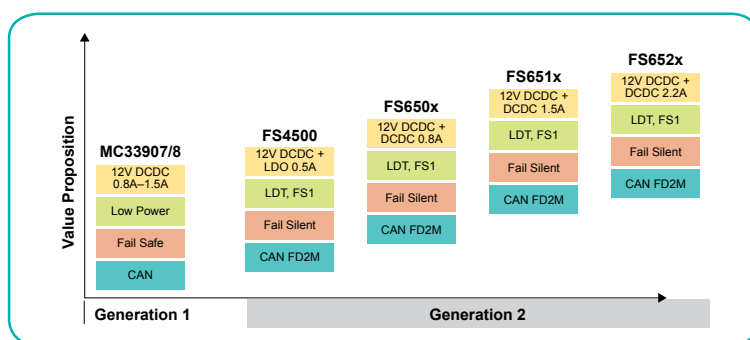 Value Proposition
MC33907/8
12V DCDC
0.8A–1.5A
Low Power
Fail Safe
CAN
FS4500
12V DCDC +
LDO 0.5A
LDT, FS1
Fail Silent
CAN FD2M
FS650x
12V DCDC +
DCDC 0.8A
LDT, FS1
Fail Silent
CAN FD2M
FS651x
12V DCDC +
DCDC 1.5A
LDT, FS1
Fail Silent
CAN FD2M
FS652x
12V DCDC +
DCDC 2.2A
LDT, FS1
Fail Silent
CAN FD2M
Generation 1
Generation 2